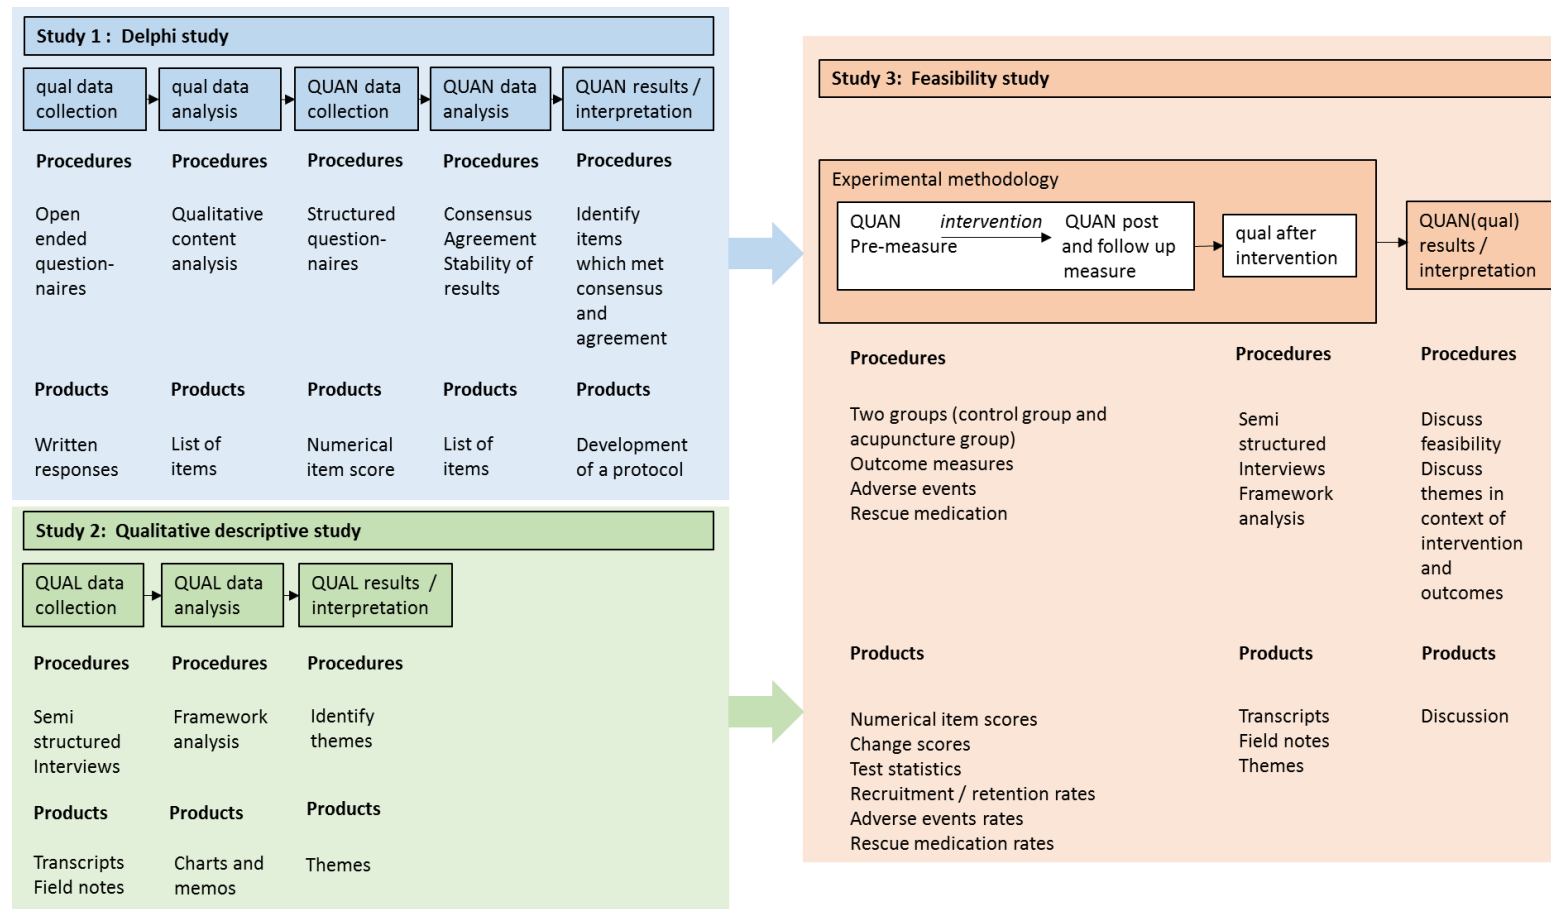 Study 1 :  Delphi study
qual data
collection
qual data
analysis
QUAN data
collection
QUAN data
analysis
QUAN results /
interpretation
Procedures
Open
ended
question-
naires
Procedures
Qualitative
content
analysis
Procedures
Structured
question-
naires
Procedures
Consensus
Agreement
Stability of
results
Procedures
Identify
items
which met
consensus
and
agreement
Products
Written
responses
Products
List of
items
Products
Numerical
item score
Products
List of
items
Products
Development
of a protocol
Study 2:  Qualitative descriptive study
QUAL data
collection
QUAL data
analysis
QUAL results /
interpretation
Procedures
Semi
structured
Interviews
Procedures
Framework
analysis
Procedures
Identify
themes
Products
Transcripts
Field notes
Products
Charts and
memos
Products
Themes
Study 3:  Feasibility study
Experimental methodology
QUAN
Pre-measure
intervention
QUAN post
and follow up
measure
qual after
intervention
QUAN(qual)
results /
interpretation
Procedures
Two groups (control group and
acupuncture group)
Outcome measures
Adverse events
Rescue medication
Procedures
Semi
structured
Interviews
Framework
analysis
Procedures
Discuss
feasibility
Discuss
themes in
context of
intervention
and
outcomes
Products
Numerical item scores
Change scores
Test statistics
Recruitment / retention rates
Adverse events rates
Rescue medication rates
Products
Transcripts
Field notes
Themes
Products
Discussion